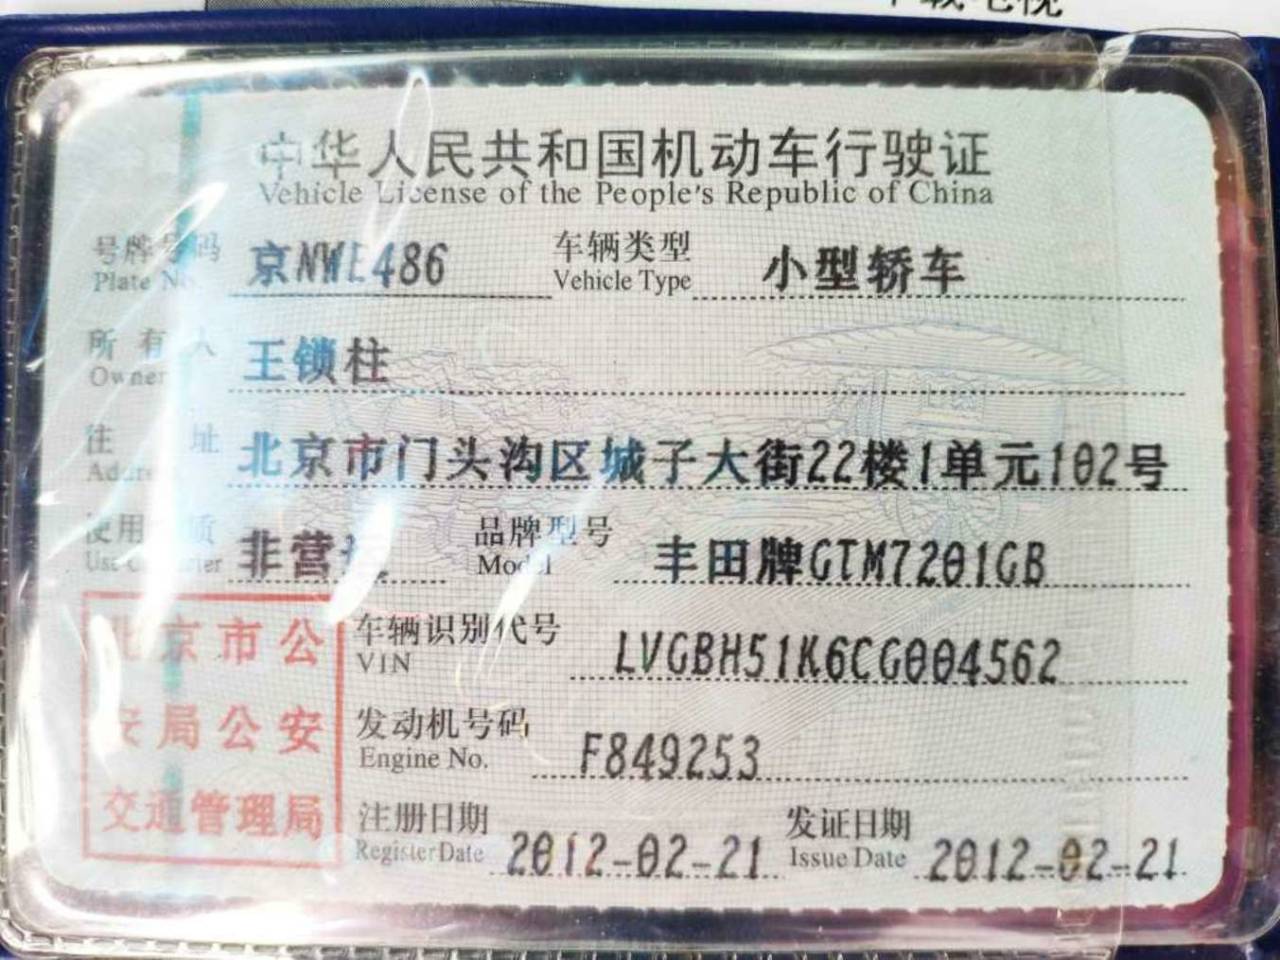 下载电视
中华人民共和国机动车行驶证
Vehicle License of the People's Republic of China
号牌号码 京NWE486 车辆类型 小型轿车
Plate No. Vehicle Type
所有人 王锁柱
Owner
住址 北京市门头沟区城子大街22楼1单元102号
使用 质 非营 品牌型号 丰田牌GTM7201GB
Use Model
北京市公 车辆识别代号 LVGBH51K6CG004562
VIN
安局公安 发动机号码 F849253
Engine No.
交通管理局 注册日期 2012-02-21 发证日期 2012-02-21
Register Date Issue Date